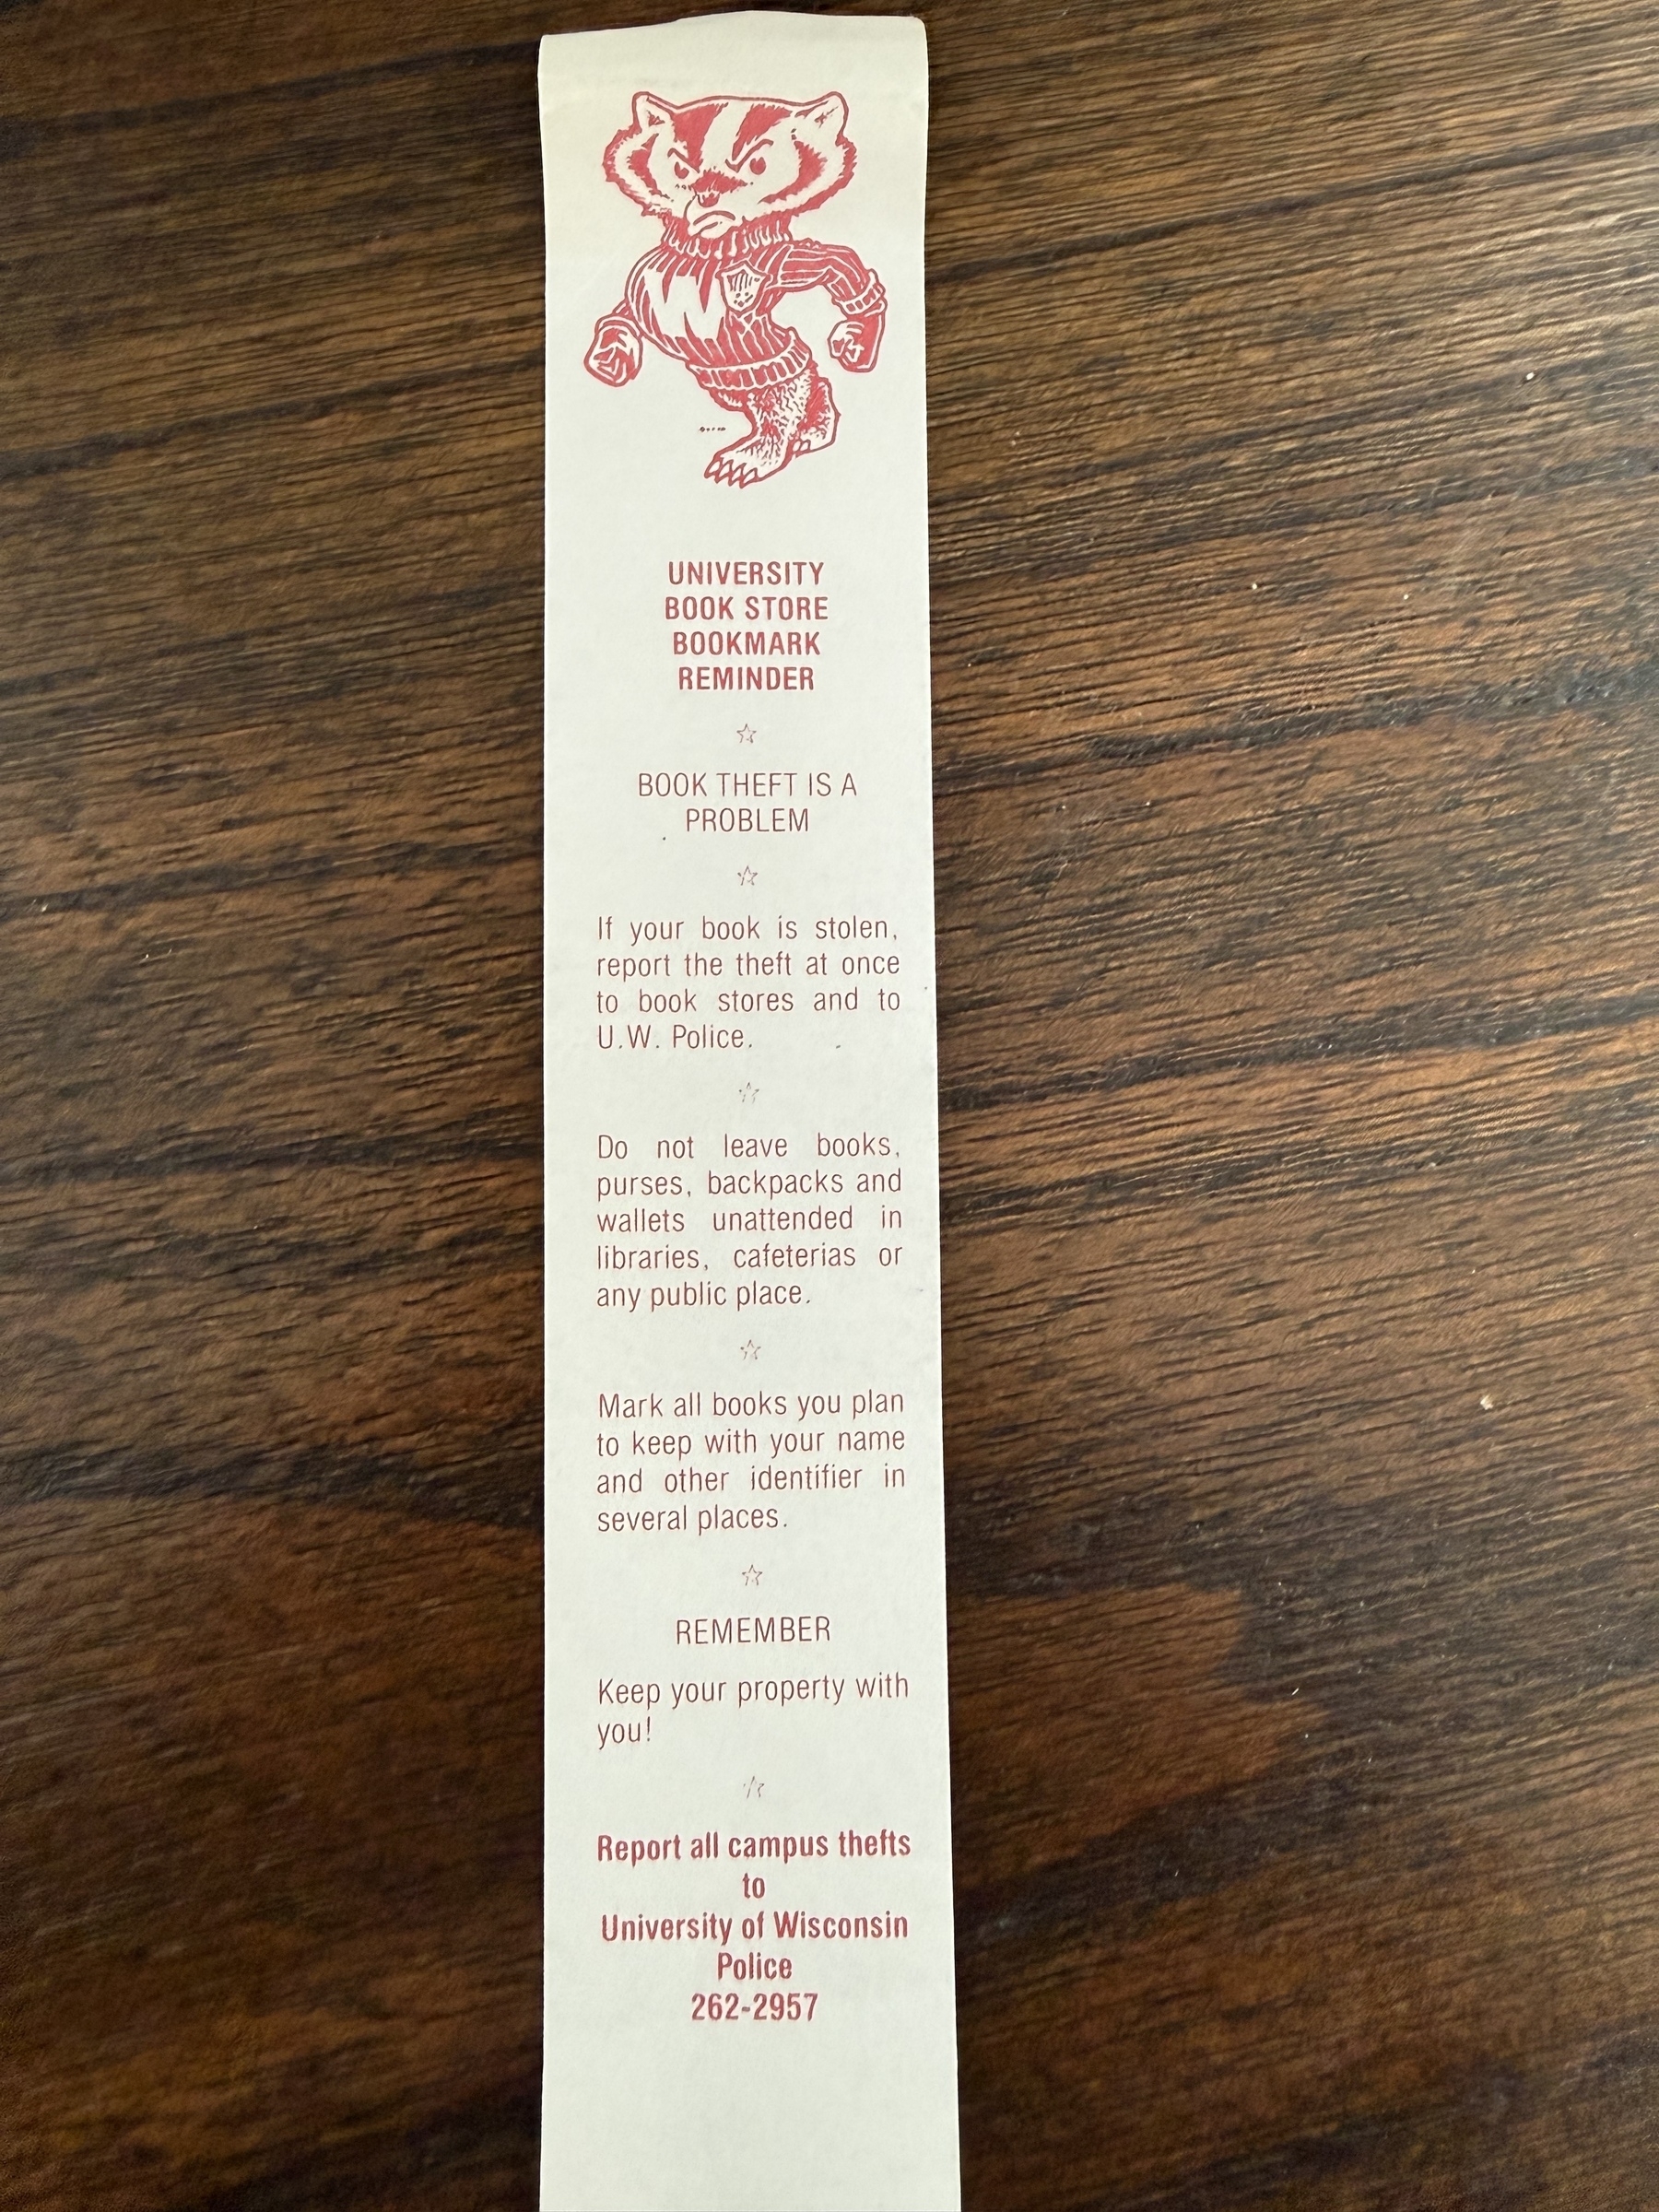 UNIVERSITY
BOOK STORE
BOOKMARK
REMINDER
BOOK THEFT IS A
PROBLEM
If your book is stolen,
report the theft at once
to book stores and to
U.W. Police.
Do not leave books,
purses, backpacks and
wallets unattended in
libraries, cafeterias or
any public place.
Mark all books you plan
to keep with your name
and other identifier in
several places.
REMEMBER
Keep your property with
you!
Report all campus thefts
to
University of Wisconsin
Police
262-2957